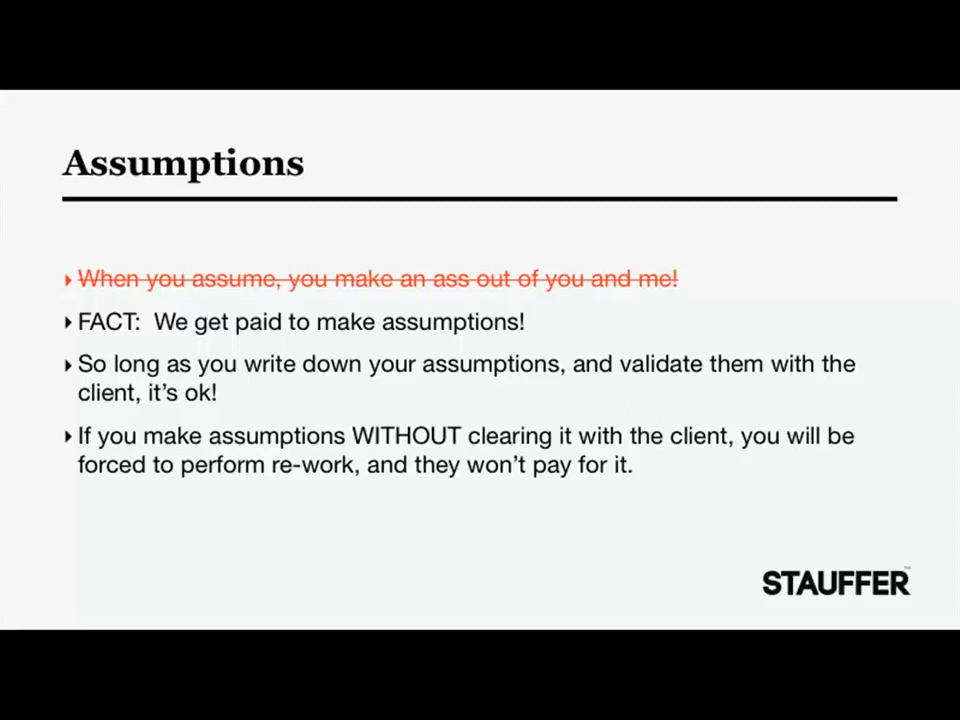 Assumptions
When you assume, you make an ass out of you and me!
FACT:  We get paid to make assumptions!
So long as you write down your assumptions, and validate them with the
client, it's ok!
If you make assumptions WITHOUT clearing it with the client, you will be
forced to perform re-work, and they won't pay for it.
STAUFFER™